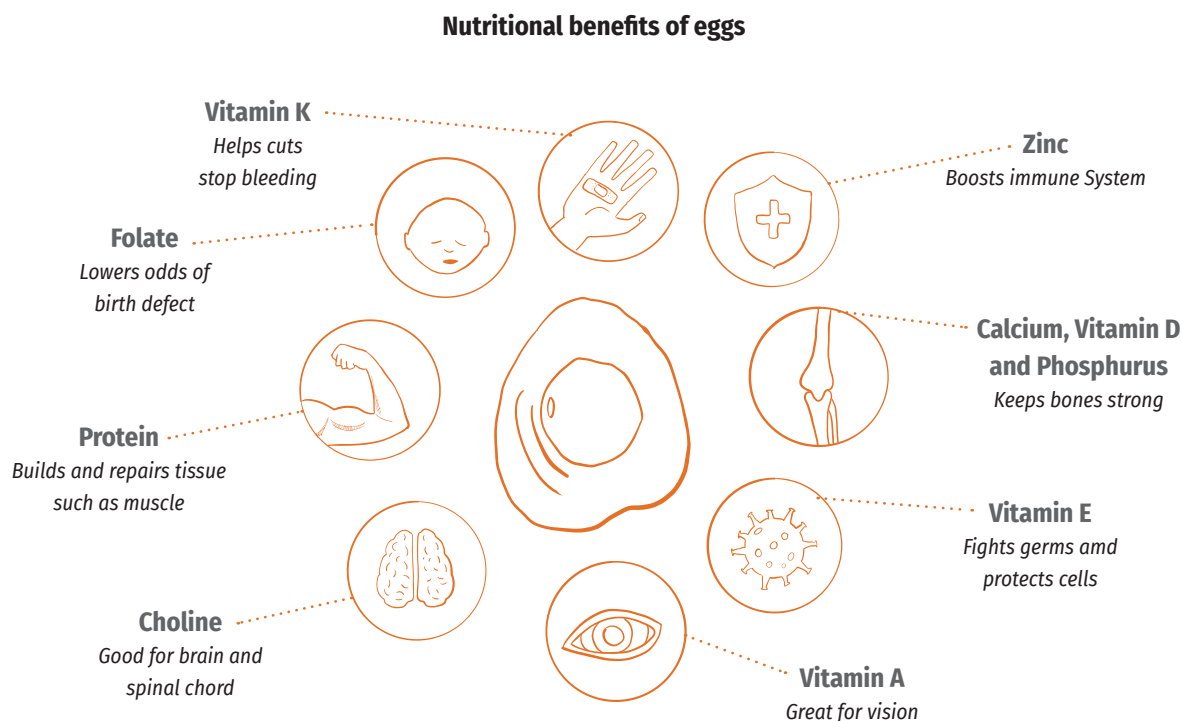 Nutritional benefits of eggs
Vitamin K
Helps cuts
stop bleeding
Zinc
Boosts immune System
Folate
Lowers odds of
birth defect
Calcium, Vitamin D
and Phosphurus
Keeps bones strong
Protein
Builds and repairs tissue
such as muscle
Vitamin E
Fights germs amd
protects cells
Choline
Good for brain and
spinal chord
Vitamin A
Great for vision